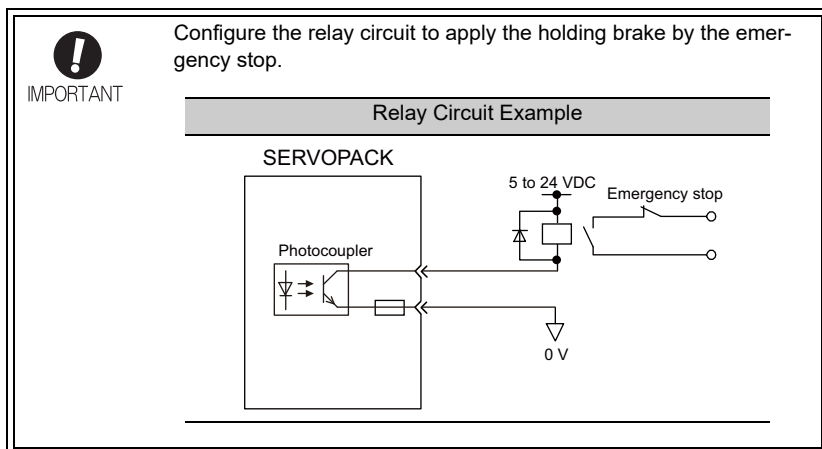 Configure the relay circuit to apply the holding brake by the emer-
gency stop.
IMPORTANT
Relay Circuit Example
SERVOPACK
5 to 24 VDC
Emergency stop
Photocoupler
0 V